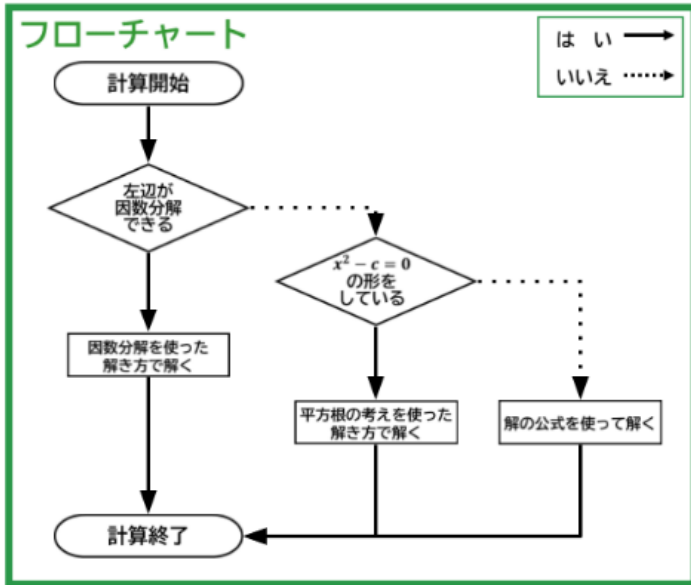 フローチャート
は い
いいえ
計算開始
左辺が
因数分解
できる
x² − c = 0
の形を
している
因数分解を使った
解き方で解く
平方根の考えを使った
解き方で解く
解の公式を使って解く
計算終了